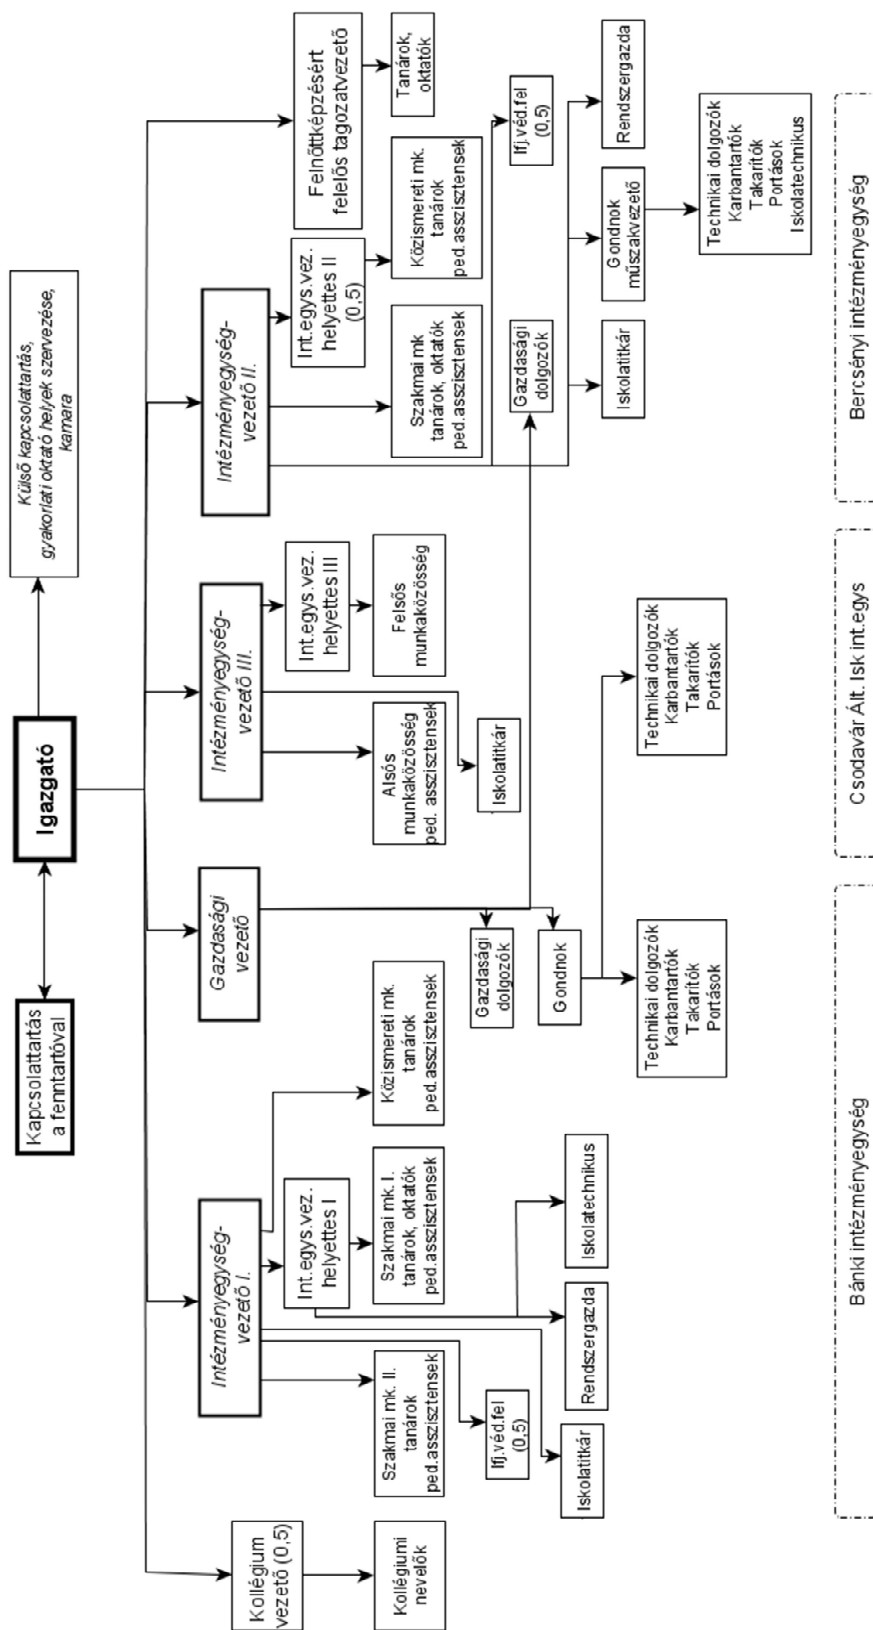 Kapcsolattartás
a fenntartóval
Igazgató
Külső kapcsolattartás,
gyakorlati oktató helyek szervezése,
kamara
Kollégium
vezető (0,5)
Kollégiumi
nevelők
Intézményegység-
vezető I.
Szakmai mk. II.
tanárok
ped.asszisztensek
Ifj.véd.fel
(0,5)
Iskolatitkár
Int.egys.vez.
helyettes I
Szakmai mk. I.
tanárok, oktatók
ped.asszisztensek
Rendszergazda
Iskolatechnikus
Közismereti mk.
tanárok
ped.asszisztensek
Gazdasági
vezető
Gazdasági
dolgozók
Gondnok
Technikai dolgozók
Karbantartók
Takarítók
Portások
Technikai dolgozók
Karbantartók
Takarítók
Portások
Intézményegység-
vezető III.
Alsós
munkaközösség
ped. asszisztensek
Iskolatitkár
Int.egys.vez.
helyettes III
Felsős
munkaközösség
Intézményegység-
vezető II.
Szakmai mk
tanárok, oktatók
ped.asszisztensek
Int.egys.vez.
helyettes II
(0,5)
Közismereti mk.
tanárok
ped.asszisztensek
Gazdasági
dolgozók
Ifj.véd.fel
(0,5)
Iskolatitkár
Gondnok
műszakvezető
Rendszergazda
Technikai dolgozók
Karbantartók
Takarítók
Portások
Iskolatechnikus
Felnőttképzésért
felelős tagozatvezető
Tanárok,
oktatók
Bánki intézményegység
Csodavár Ált. Isk int.egys
Bercsényi intézményegység